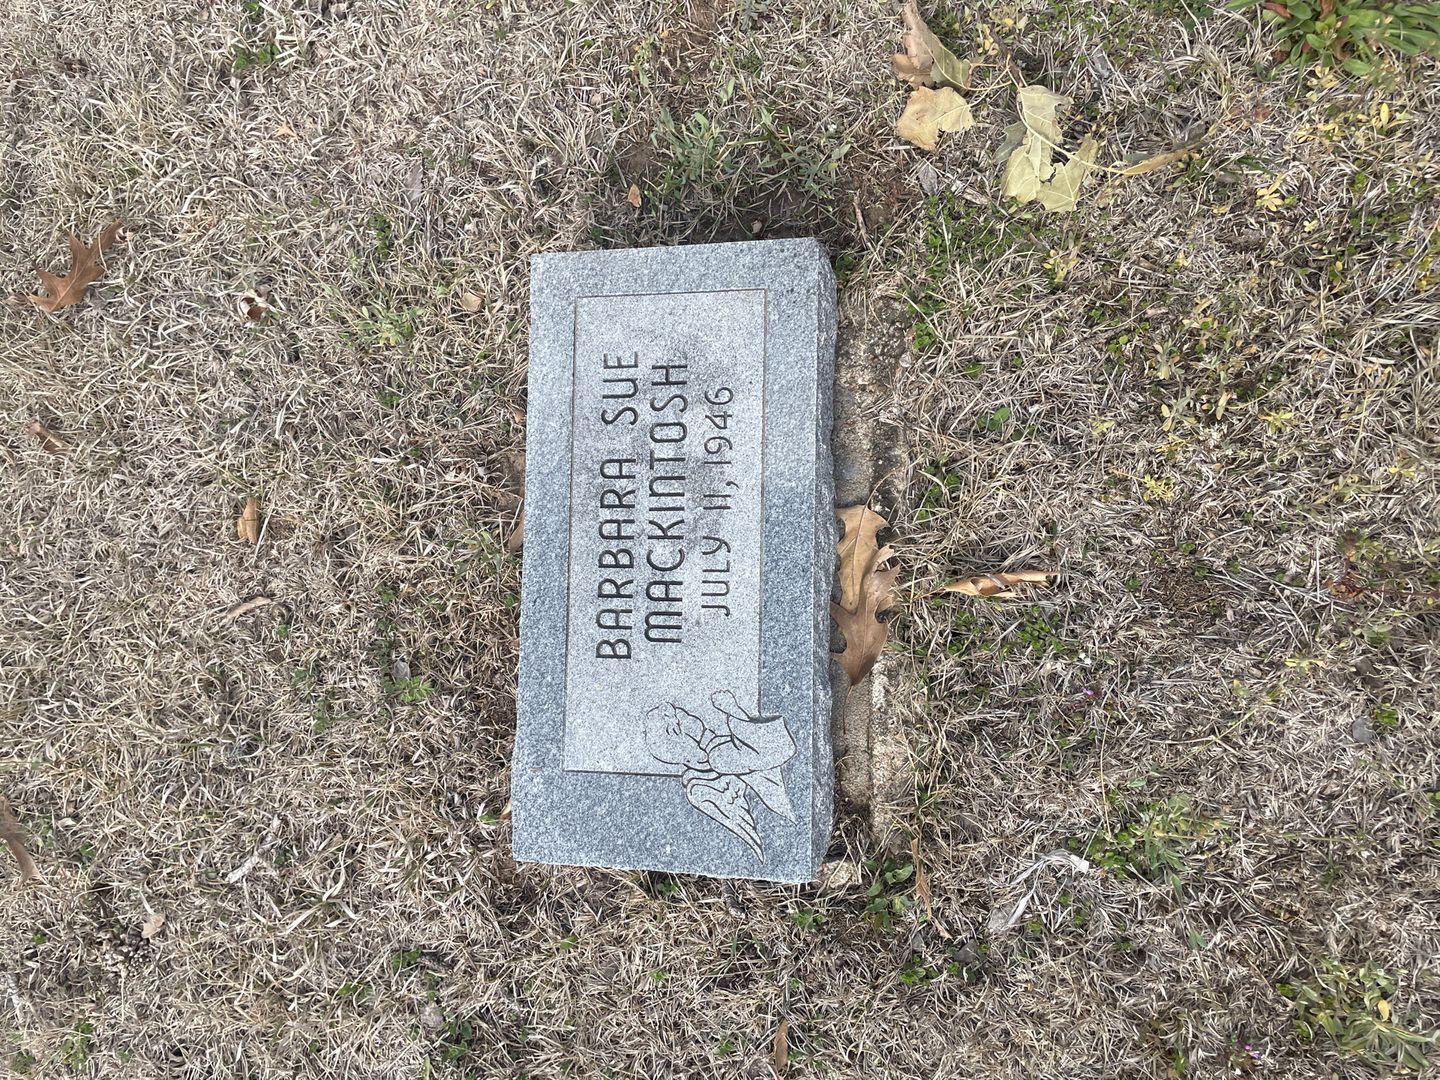 BARBARA SUE
MACKINTOSH
JULY 11, 1946